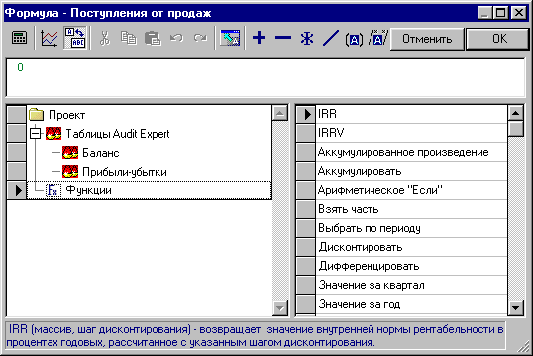 Формула - Поступления от продаж
A
ABC
(A)
/x/
Отменить
OK
0
Проект
Таблицы Audit Expert
Баланс
Прибыли-убытки
Функции
IRR
IRRV
Аккумулированное произведение
Аккумулировать
Арифметическое "Если"
Взять часть
Выбрать по периоду
Дисконтировать
Дифференцировать
Значение за квартал
Значение за год
IRR (массив, шаг дисконтирования) - возвращает значение внутренней нормы рентабельности в
процентах годовых, рассчитанное с указанным шагом дисконтирования.